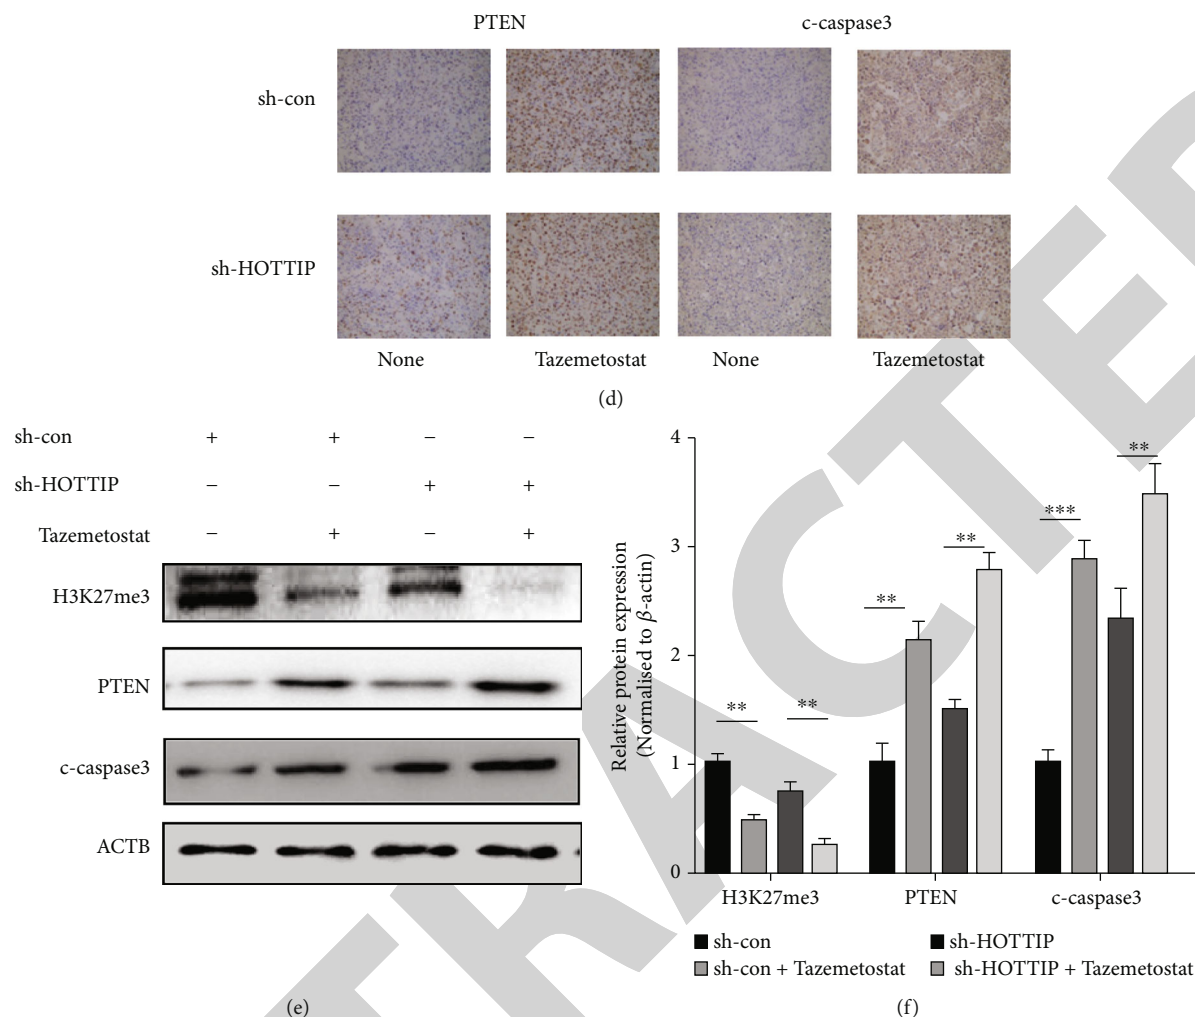 PTEN c-caspase3
sh-con
sh-HOTTIP
None Tazemetostat None Tazemetostat
(d)
sh-con + + − −
sh-HOTTIP − − + +
Tazemetostat − + − +
H3K27me3
PTEN
c-caspase3
ACTB
(e)
Relative protein expression
(Normalised to β-actin)
4
3
2
1
0
** ** ** ** *** **
H3K27me3 PTEN c-caspase3
sh-con sh-HOTTIP
sh-con + Tazemetostat sh-HOTTIP + Tazemetostat
(f)
TRACTED